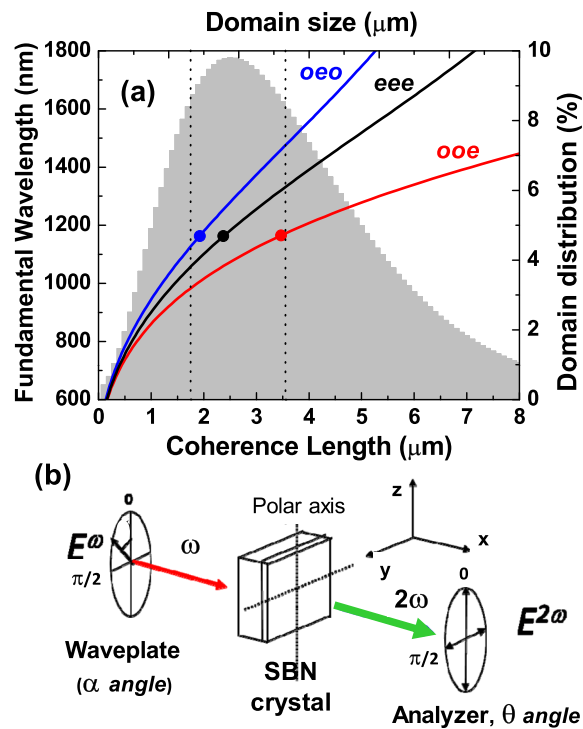 Domain size (μm)
1800
1600
1400
1200
1000
800
600
Fundamental Wavelength (nm)
(a)
oeo
eee
ooe
10
8
6
4
2
0
Domain distribution (%)
0 1 2 3 4 5 6 7 8
Coherence Length (μm)
(b)
0
E^ω
π/2
ω
Waveplate
(α angle)
Polar axis
SBN
crystal
z
x
y
2ω
0
E^2ω
π/2
Analyzer, θ angle